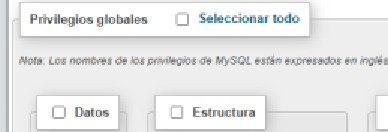 Privilegios globales Seleccionar todo
Nota: Los nombres de los privilegios de MySQL están expresados en inglés
Datos Estructura